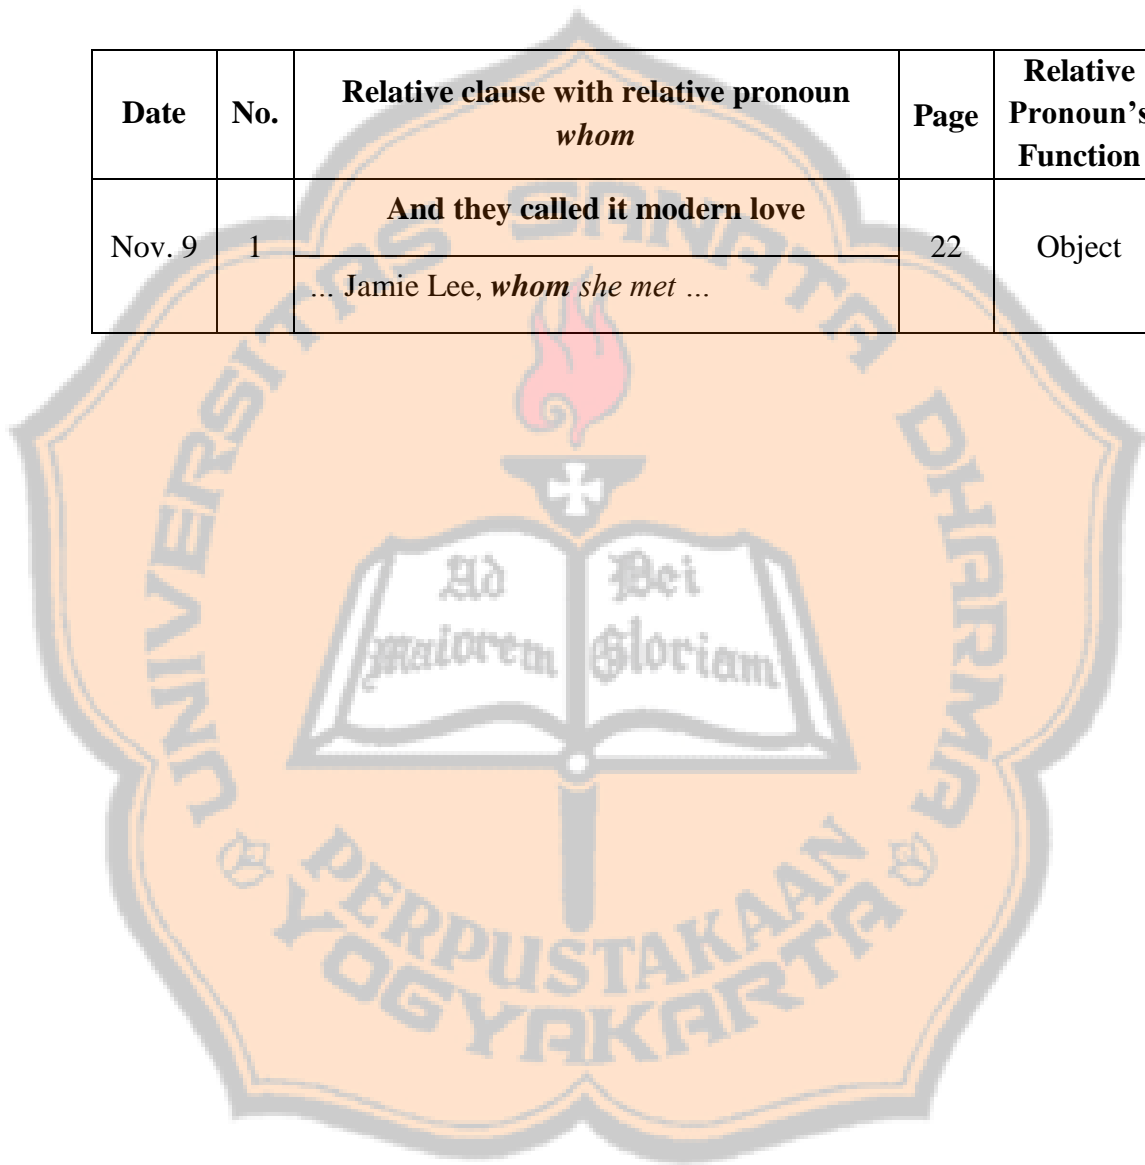 Date No. Relative clause with relative pronoun whom Page Relative Pronoun's Function
And they called it modern love
Nov. 9 1 22 Object
... Jamie Lee, whom she met ...
UNIVERSITAS SANATA DHARMA
Ad Dei
Maiorem Gloriam
PERPUSTAKAAN
YOGYAKARTA